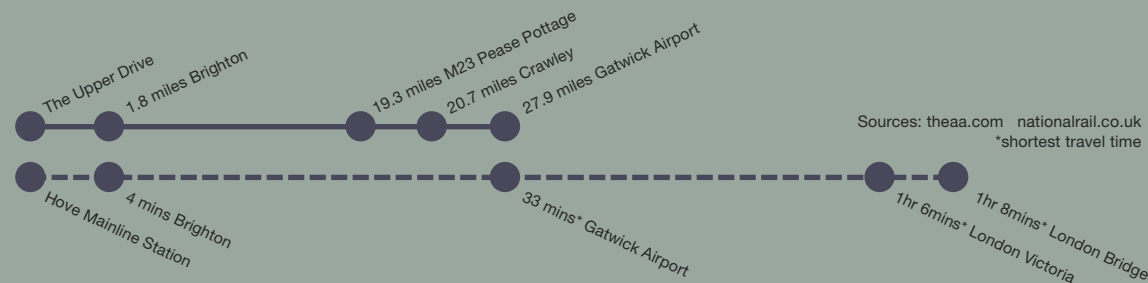 The Upper Drive
1.8 miles Brighton
19.3 miles M23 Pease Pottage
20.7 miles Crawley
27.9 miles Gatwick Airport
Sources: theaa.com   nationalrail.co.uk
*shortest travel time
Hove Mainline Station
4 mins Brighton
33 mins* Gatwick Airport
1hr 6mins* London Victoria
1hr 8mins* London Bridge